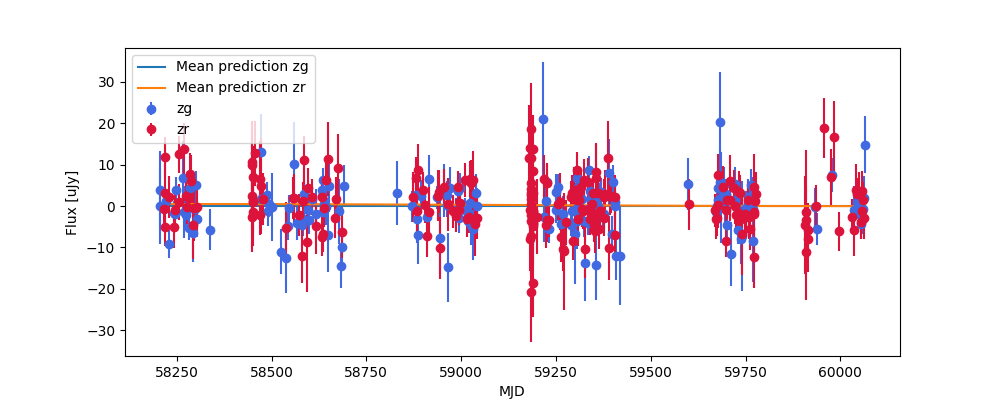 Mean prediction zg
Mean prediction zr
zg
zr
Flux [uJy]
30
20
10
0
−10
−20
−30
58250
58500
58750
59000
59250
59500
59750
60000
MJD